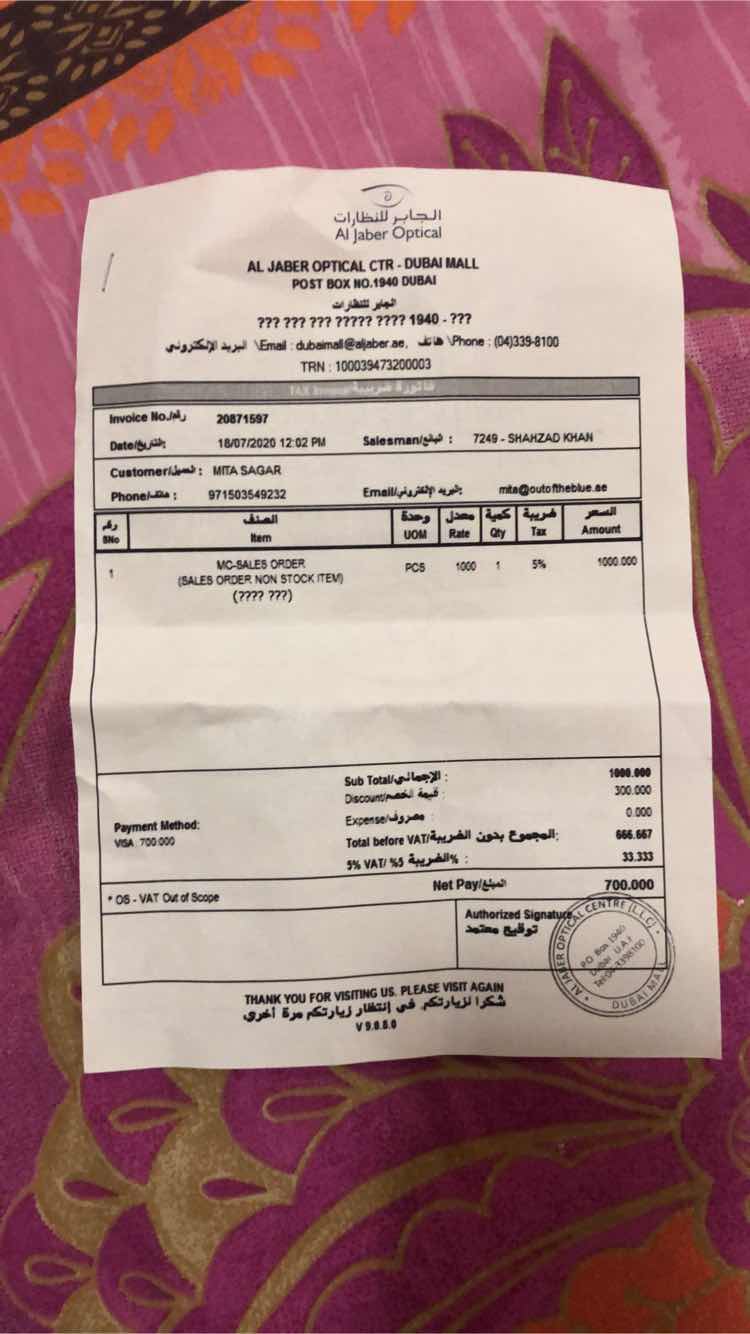 الجابر للنظارات
Al Jaber Optical
AL JABER OPTICAL CTR - DUBAI MALL
POST BOX NO.1940 DUBAI
الجابر للنظارات
??? ??? ??? ????? ???? 1940 - ???
البريد الإلكتروني \Email : dubaimall@aljaber.ae, هاتف \Phone : (04)339-8100
TRN : 100039473200003
TAX Invoice/فاتورة ضريبية
Invoice No./رقم 20871597
Date/التاريخ: 18/07/2020 12:02 PM Salesman/البائع : 7249 - SHAHZAD KHAN
Customer/العميل : MITA SAGAR
Phone/هاتف : 971503549232 Email/البريد الإلكتروني: mita@outoftheblue.ae
رقم الصنف وحدة معدل كمية ضريبة السعر
SNo Item UOM Rate Qty Tax Amount
1 MC-SALES ORDER PCS 1000 1 5% 1000.000
(SALES ORDER NON STOCK ITEM)
(???? ???)
Sub Total/الإجمالي : 1000.000
Discount/قيمة الخصم : 300.000
Expense/مصروف : 0.000
Payment Method:
VISA 700.000
Total before VAT/المجموع بدون الضريبة: 666.667
5% VAT/ %5 الضريبة% : 33.333
Net Pay/المبلغ 700.000
* OS - VAT Out of Scope
Authorized Signature
توقيع معتمد
AL JABER OPTICAL CENTRE (L.L.C)
P.O. Box 1940
Dubai U.A.E
Tel:04-3398100
DUBAI MALL
THANK YOU FOR VISITING US. PLEASE VISIT AGAIN
شكرا لزيارتكم, في إنتظار زيارتكم مرة أخرى
V 9.0.8.0